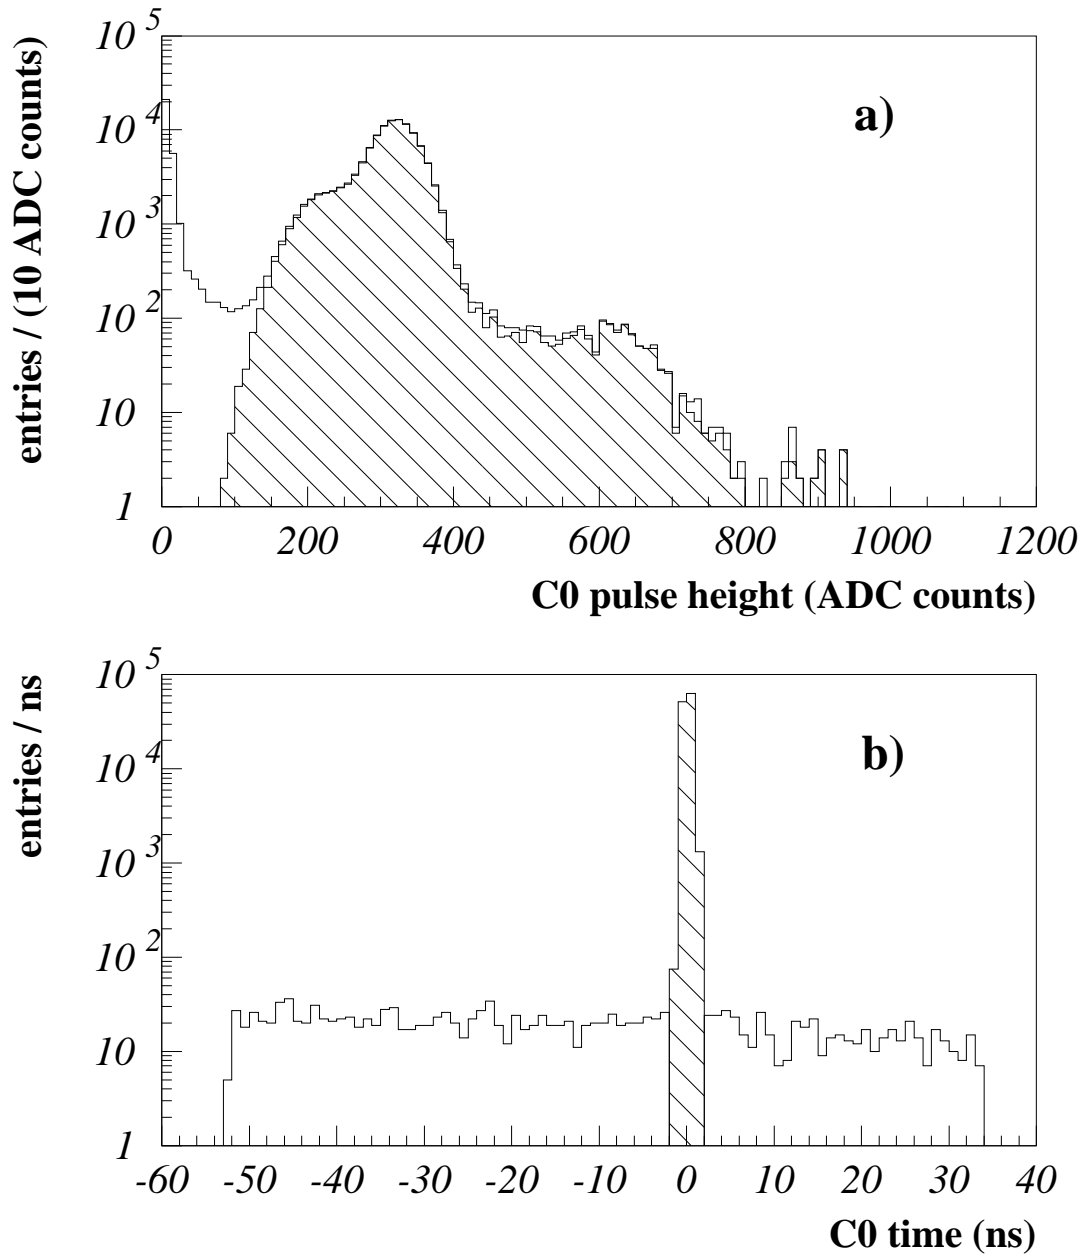 entries / (10 ADC counts)
10^5
10^4
10^3
10^2
10
1
a)
0 200 400 600 800 1000 1200
C0 pulse height (ADC counts)
entries / ns
10^5
10^4
10^3
10^2
10
1
b)
-60 -50 -40 -30 -20 -10 0 10 20 30 40
C0 time (ns)